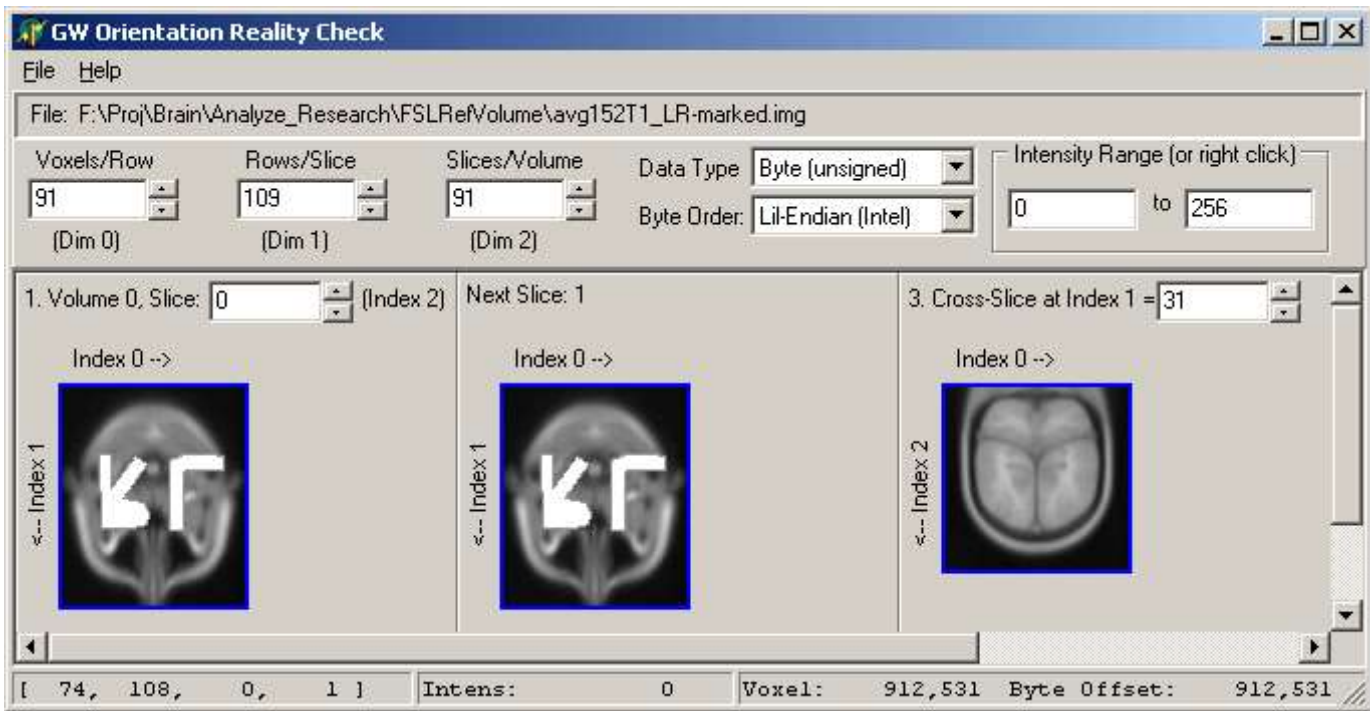 GW Orientation Reality Check
File Help
File: F:\Proj\Brain\Analyze_Research\FSLRefVolume\avg152T1_LR-marked.img
Voxels/Row Rows/Slice Slices/Volume Data Type Byte (unsigned) Intensity Range (or right click)
91 109 91 Byte Order: Lil-Endian (Intel) 0 to 256
(Dim 0) (Dim 1) (Dim 2)
1. Volume 0, Slice: 0 (Index 2) Next Slice: 1 3. Cross-Slice at Index 1 = 31
Index 0 --> Index 0 --> Index 0 -->
<-- Index 1 <-- Index 1 <-- Index 2
R L R L
[ 74, 108, 0, 1 ] Intens: 0 Voxel: 912,531 Byte Offset: 912,531